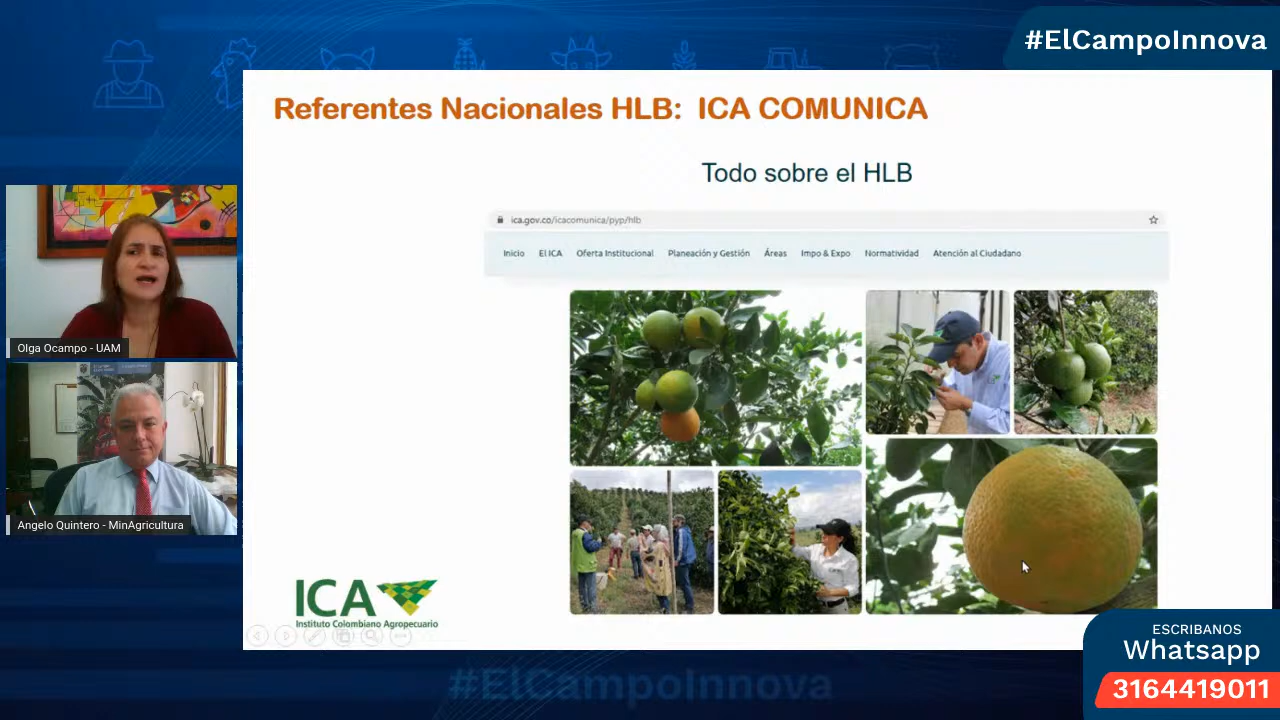 #ElCampoInnova
Referentes Nacionales HLB: ICA COMUNICA
Todo sobre el HLB
ica.gov.co/icacomunica/pyp/hlb
Inicio El ICA Oferta Institucional Planeación y Gestión Áreas Impo & Expo Normatividad Atención al Ciudadano
Olga Ocampo - UAM
Angelo Quintero - MinAgricultura
ICA
Instituto Colombiano Agropecuario
ESCRIBANOS
Whatsapp
3164419011
#ElCampoInnova